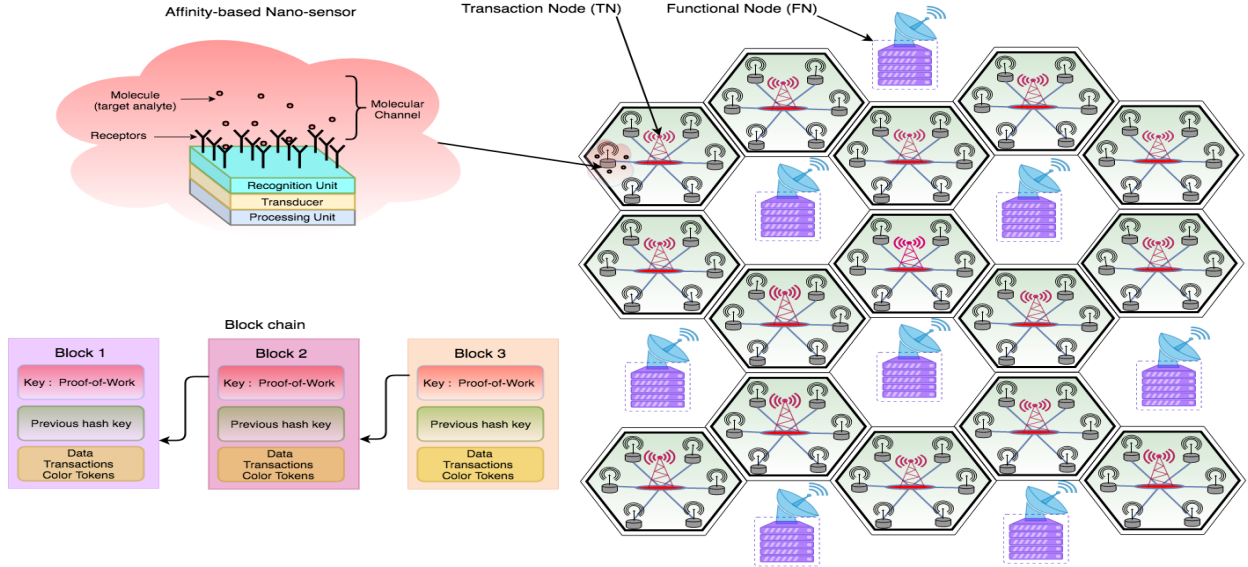 Affinity-based Nano-sensor
Transaction Node (TN)
Functional Node (FN)
Molecule
(target analyte)
Molecular
Channel
Receptors
Recognition Unit
Transducer
Processing Unit
Block chain
Block 1
Key : Proof-of-Work
Previous hash key
Data
Transactions
Color Tokens
Block 2
Key : Proof-of-Work
Previous hash key
Data
Transactions
Color Tokens
Block 3
Key : Proof-of-Work
Previous hash key
Data
Transactions
Color Tokens